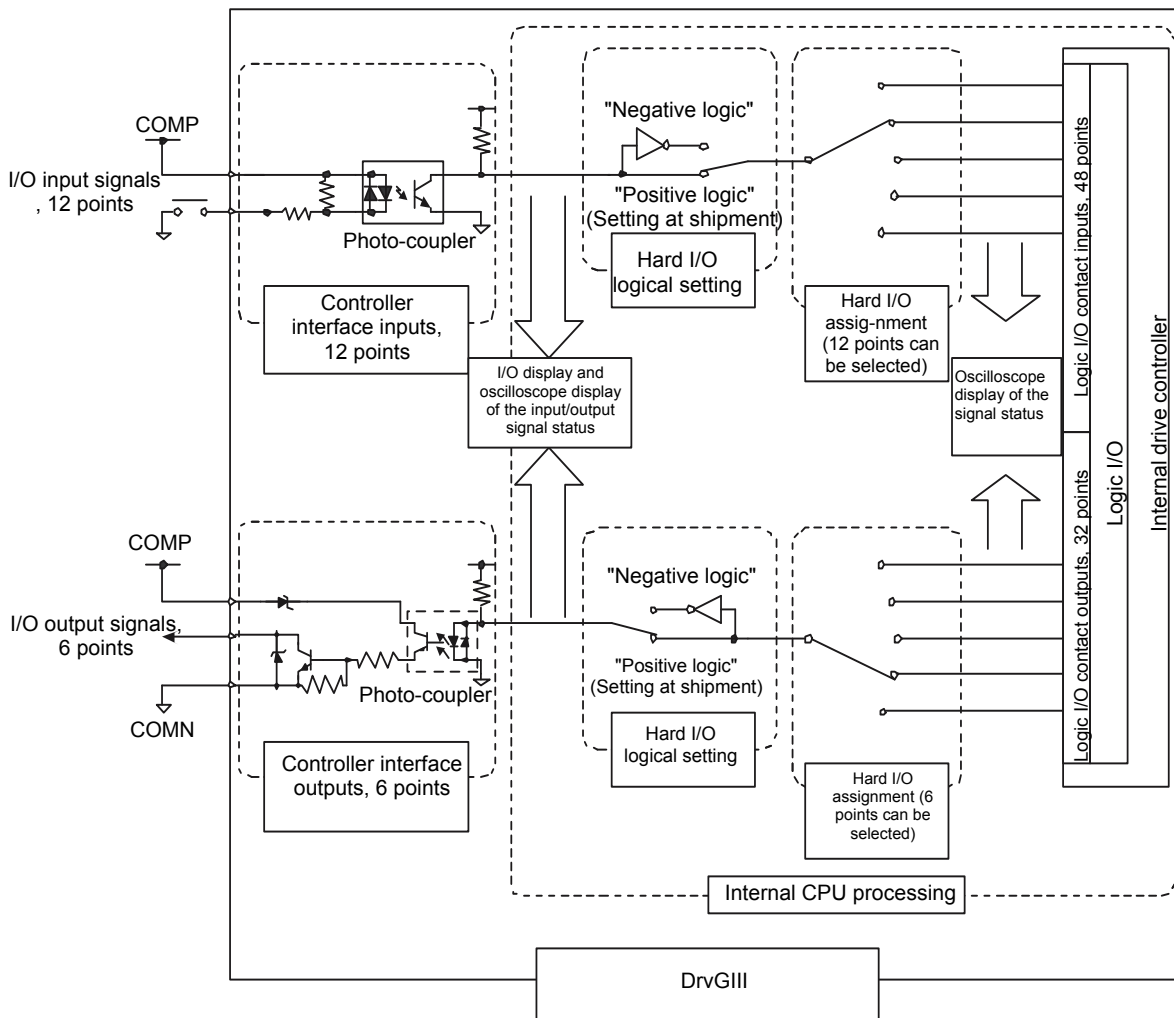 COMP
I/O input signals
, 12 points
Photo-coupler
Controller
interface inputs,
12 points
"Negative logic"
"Positive logic"
(Setting at shipment)
Hard I/O
logical setting
Hard I/O
assig-nment
(12 points can
be selected)
I/O display and
oscilloscope display
of the input/output
signal status
Oscilloscope
display of the
signal status
Logic I/O contact inputs, 48 points
Logic I/O contact outputs, 32 points
Logic I/O
Internal drive controller
COMP
I/O output signals,
6 points
COMN
Photo-coupler
Controller interface
outputs, 6 points
"Negative logic"
"Positive logic"
(Setting at shipment)
Hard I/O
logical setting
Hard I/O
assignment (6
points can be
selected)
Internal CPU processing
DrvGIII